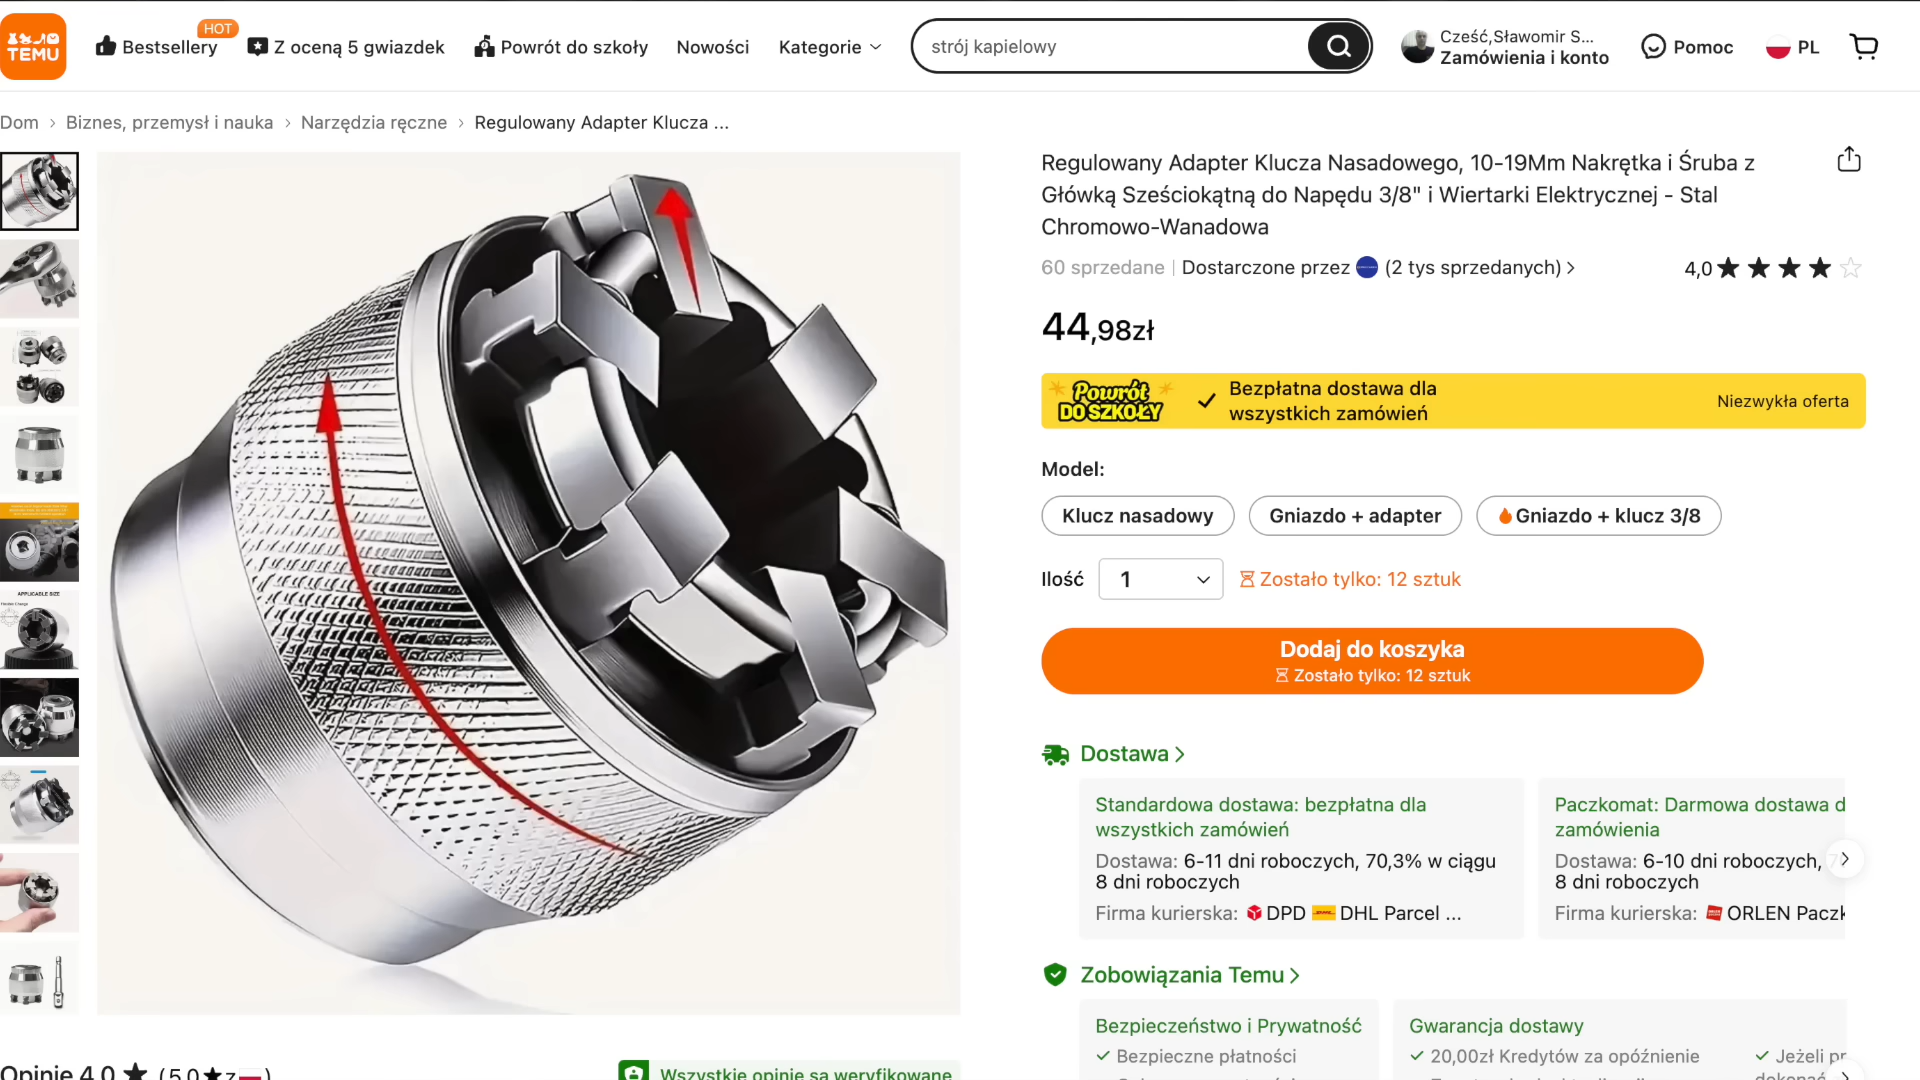 TEMU
Bestsellery
HOT
Z oceną 5 gwiazdek
Powrót do szkoły
Nowości
Kategorie
strój kapielowy
Cześć,Sławomir S...
Zamówienia i konto
Pomoc
PL
Dom > Biznes, przemysł i nauka > Narzędzia ręczne > Regulowany Adapter Klucza ...
APPLICABLE SIZE
Regulowany Adapter Klucza Nasadowego, 10-19Mm Nakrętka i Śruba z
Główką Sześciokątną do Napędu 3/8" i Wiertarki Elektrycznej - Stal
Chromowo-Wanadowa
60 sprzedane | Dostarczone przez (2 tys sprzedanych) >
4,0
44,98zł
Powrót
DO SZKOŁY
Bezpłatna dostawa dla
wszystkich zamówień
Niezwykła oferta
Model:
Klucz nasadowy
Gniazdo + adapter
Gniazdo + klucz 3/8
Ilość
1
Zostało tylko: 12 sztuk
Dodaj do koszyka
Zostało tylko: 12 sztuk
Dostawa >
Standardowa dostawa: bezpłatna dla
wszystkich zamówień
Dostawa: 6-11 dni roboczych, 70,3% w ciągu
8 dni roboczych
Firma kurierska: DPD DHL Parcel ...
Paczkomat: Darmowa dostawa d
zamówienia
Dostawa: 6-10 dni roboczych,
8 dni roboczych
Firma kurierska: ORLEN Paczk
Zobowiązania Temu >
Bezpieczeństwo i Prywatność
Bezpieczne płatności
Gwarancja dostawy
20,00zł Kredytów za opóźnienie
Jeżeli pr
Opinie 4,0 ★ (5,0★z )
Wszystkie opinie są weryfikowane